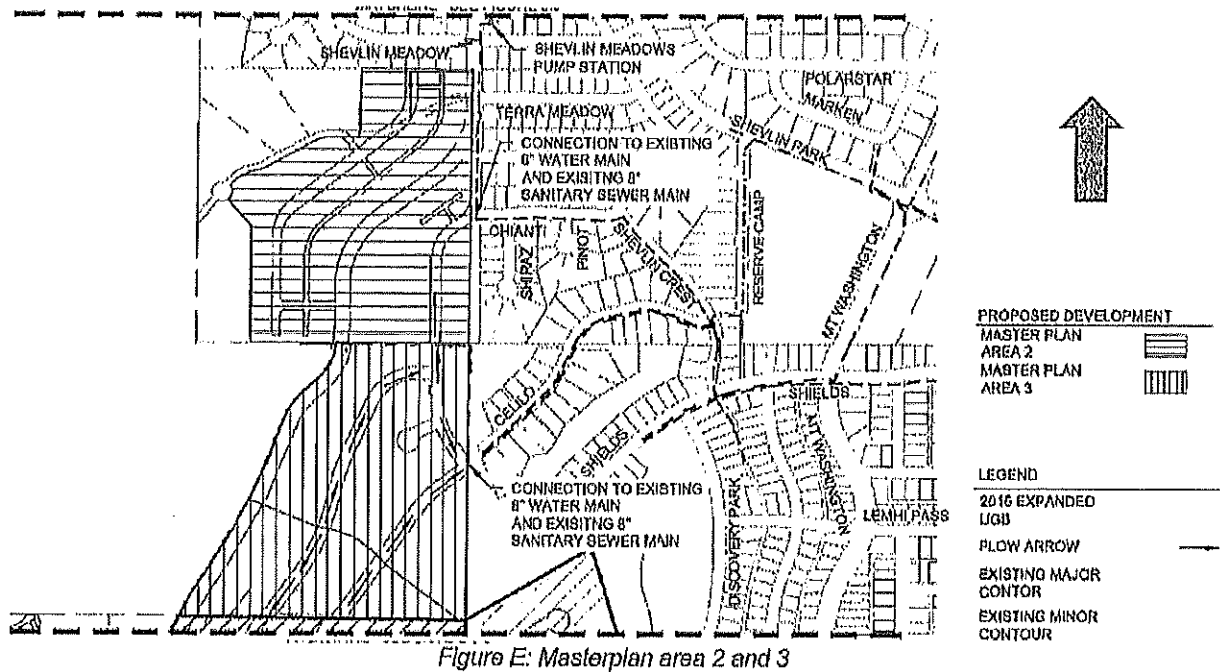 SHEVLIN MEADOW
SHEVLIN MEADOWS
PUMP STATION
POLARSTAR
MARKEN
TERRA MEADOW
SHEVLIN PARK
CONNECTION TO EXISTING
8" WATER MAIN
AND EXISITNG 8"
SANITARY SEWER MAIN
CHIANTI
SHIRAZ
PINOT
SHEVLIN CREST
RESERVE CAMP
MT WASHINGTON
PROPOSED DEVELOPMENT
MASTER PLAN
AREA 2
MASTER PLAN
AREA 3
CELILO
SHIELDS
SHIELDS
MT WASHINGTON
CONNECTION TO EXISTING
8" WATER MAIN
AND EXISITNG 8"
SANITARY SEWER MAIN
DISCOVERY PARK
LEMHI PASS
LEGEND
2016 EXPANDED
UGB
FLOW ARROW
EXISTING MAJOR
CONTOR
EXISTING MINOR
CONTOUR
Figure E: Masterplan area 2 and 3